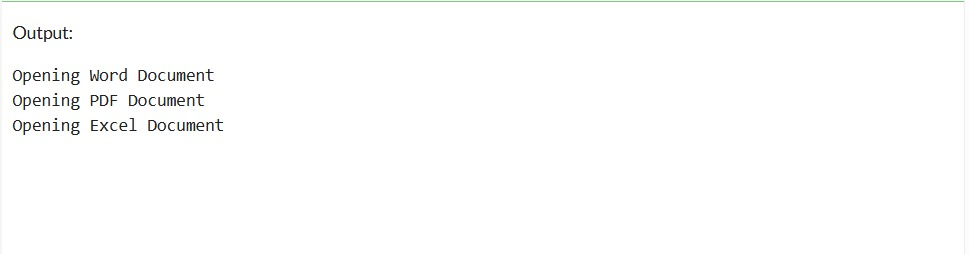 Output:
Opening Word Document
Opening PDF Document
Opening Excel Document